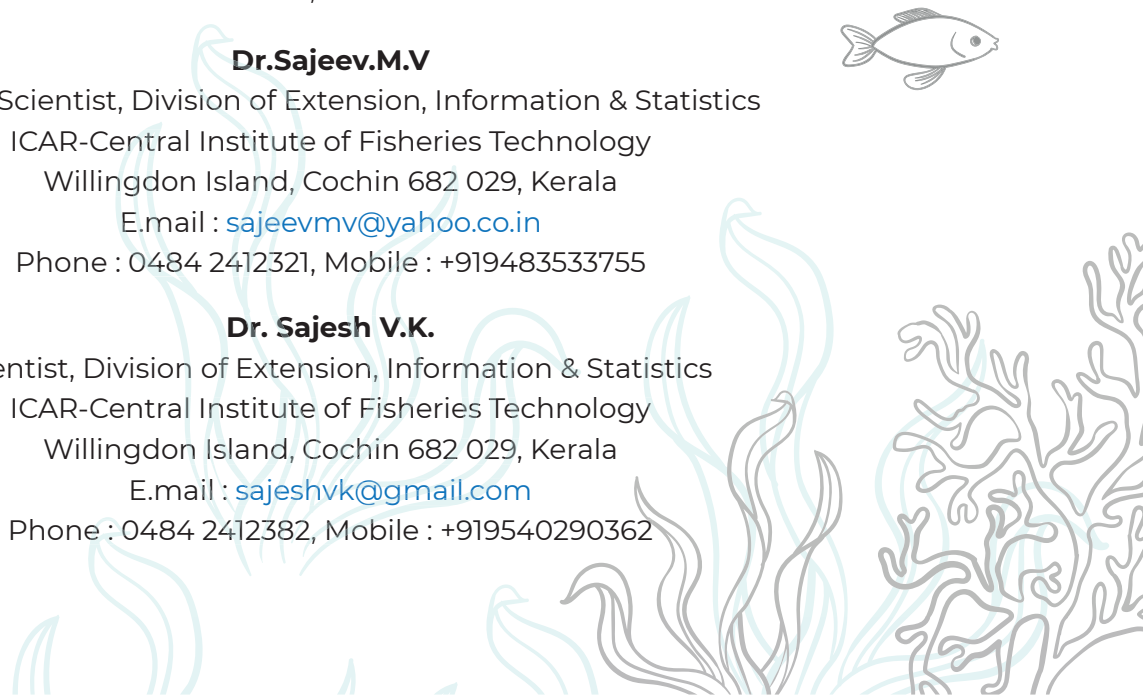 Dr.Sajeev.M.V
Scientist, Division of Extension, Information & Statistics
ICAR-Central Institute of Fisheries Technology
Willingdon Island, Cochin 682 029, Kerala
E.mail : sajeevmv@yahoo.co.in
Phone : 0484 2412321, Mobile : +919483533755
Dr. Sajesh V.K.
entist, Division of Extension, Information & Statistics
ICAR-Central Institute of Fisheries Technology
Willingdon Island, Cochin 682 029, Kerala
E.mail : sajeshvk@gmail.com
Phone : 0484 2412382, Mobile : +919540290362